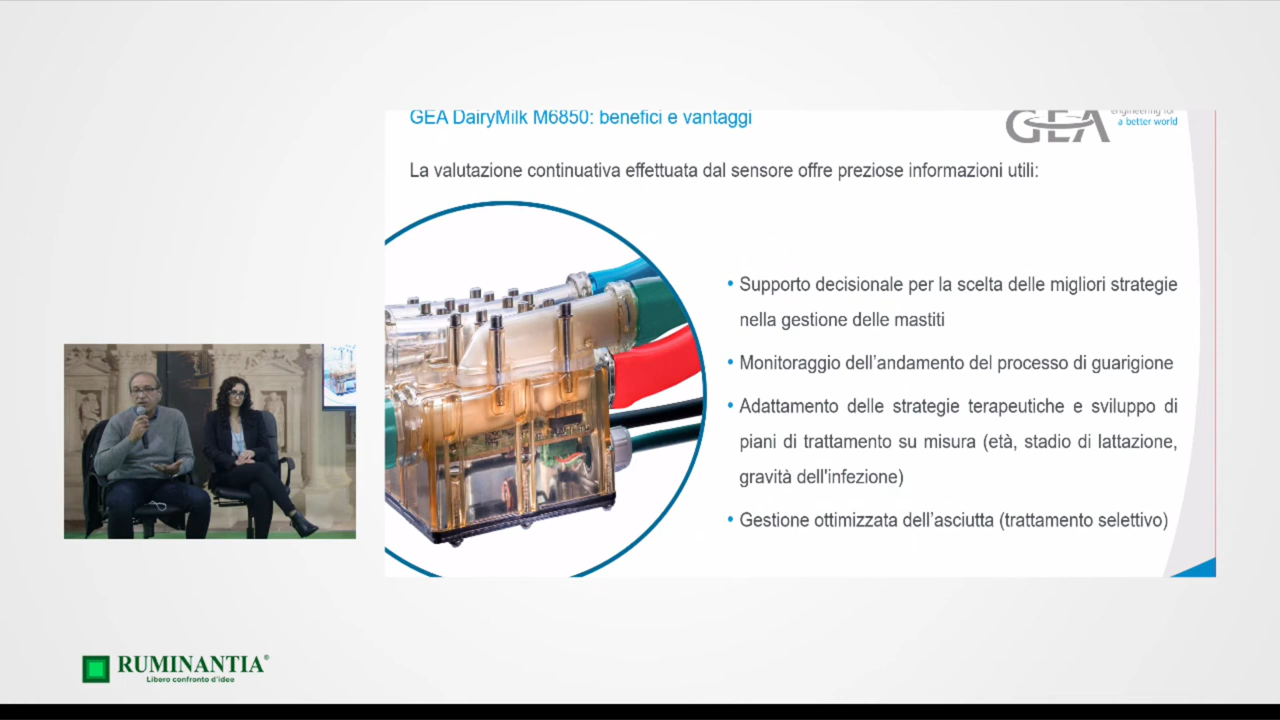 GEA DairyMilk M6850: benefici e vantaggi
GEA
engineering for
a better world
La valutazione continuativa effettuata dal sensore offre preziose informazioni utili:
• Supporto decisionale per la scelta delle migliori strategie
nella gestione delle mastiti
• Monitoraggio dell'andamento del processo di guarigione
• Adattamento delle strategie terapeutiche e sviluppo di
piani di trattamento su misura (età, stadio di lattazione,
gravità dell'infezione)
• Gestione ottimizzata dell'asciutta (trattamento selettivo)
RUMINANTIA®
Libero confronto d'idee